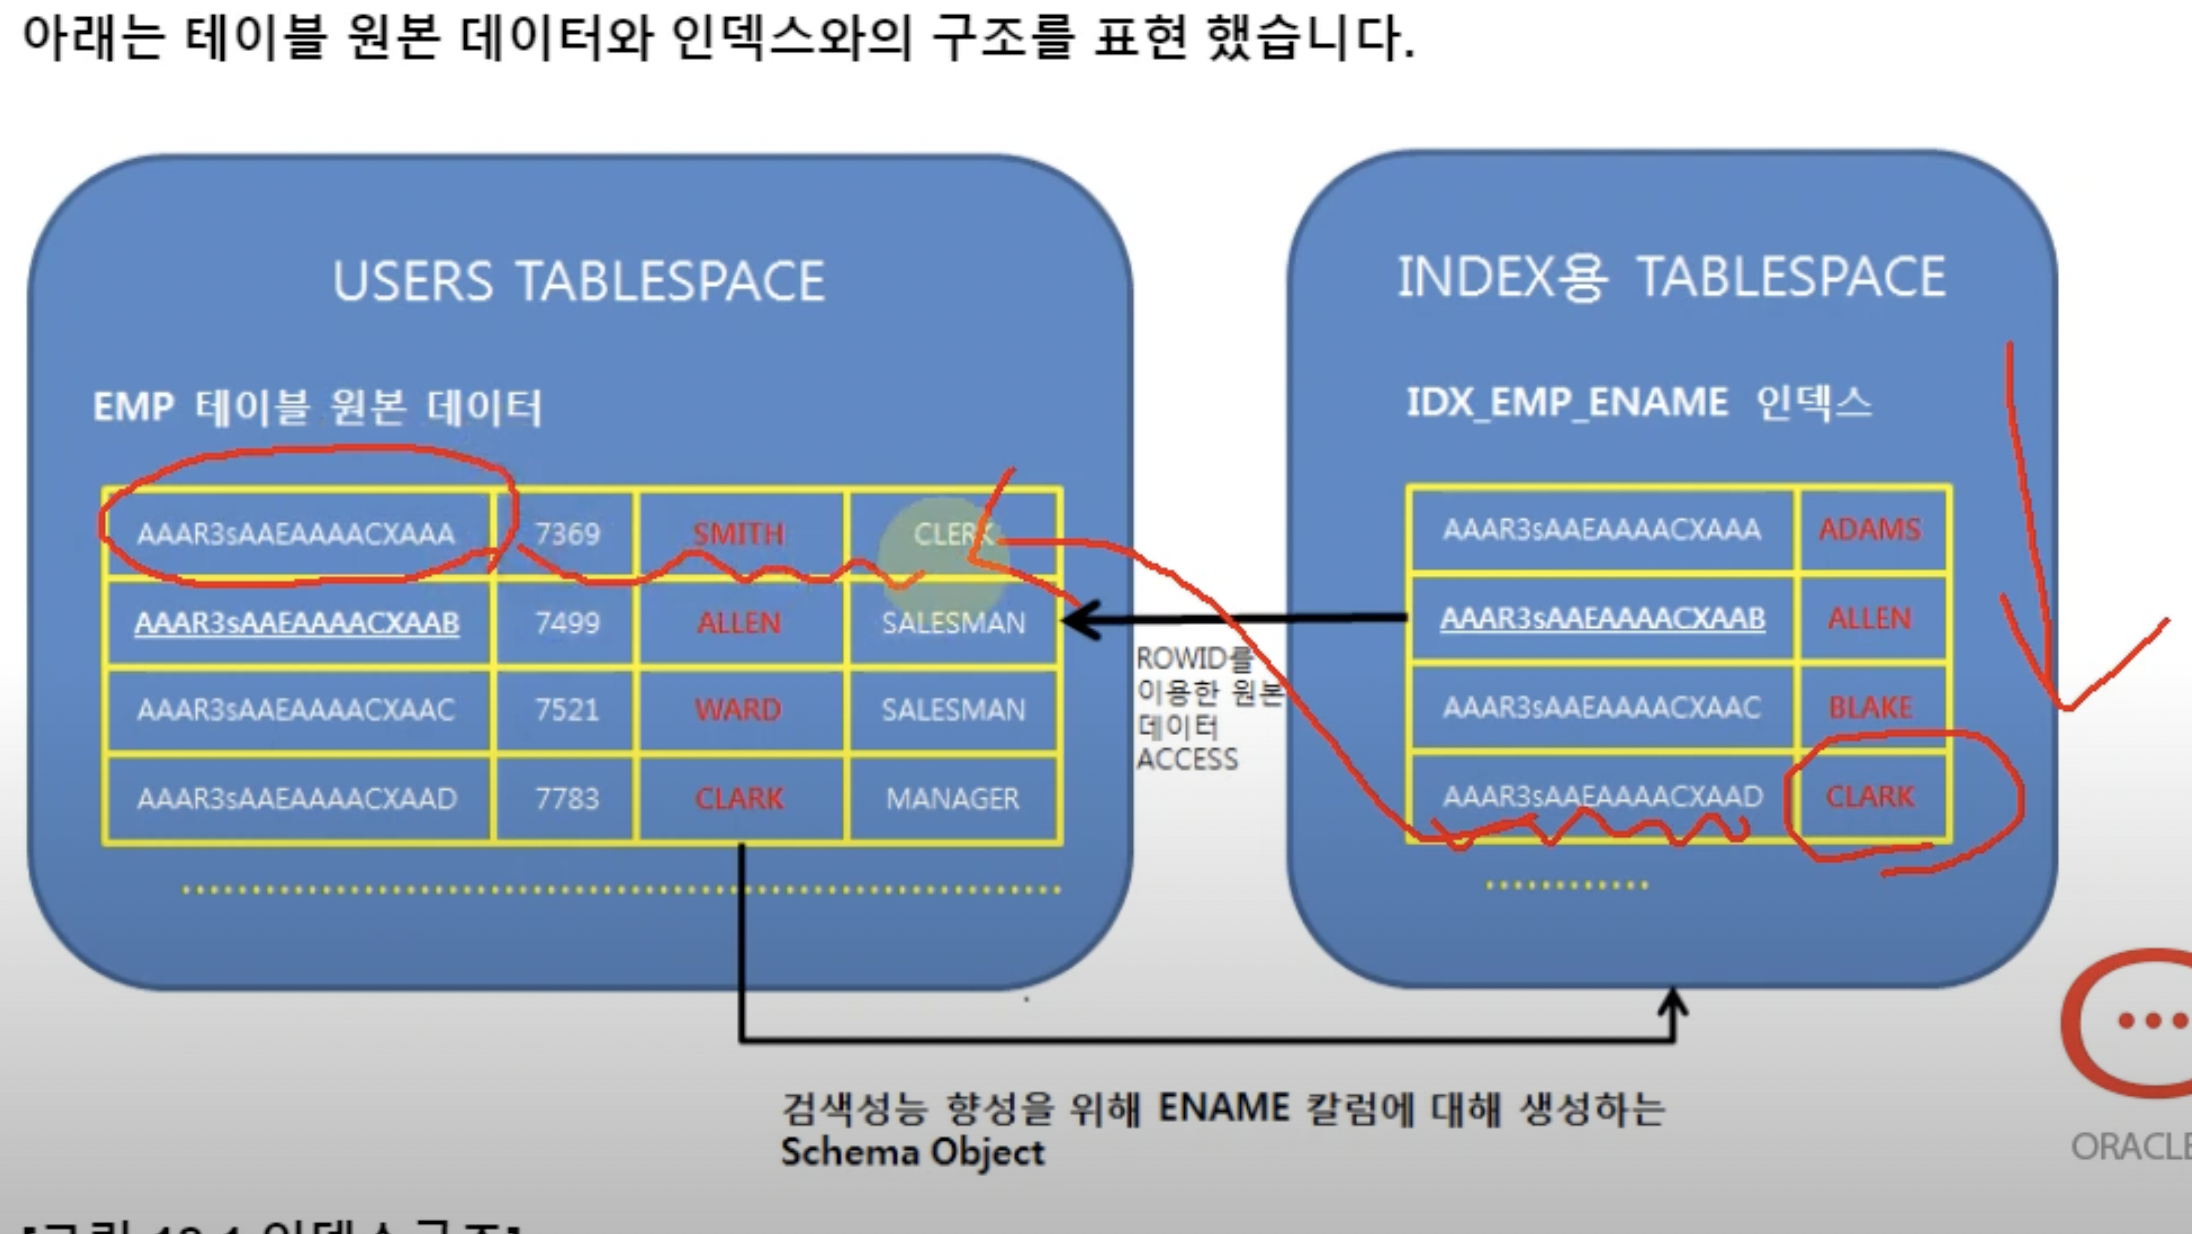 아래는 테이블 원본 데이터와 인덱스와의 구조를 표현 했습니다.
USERS TABLESPACE
EMP 테이블 원본 데이터
AAAR3sAAEAAAACXAAA 7369 SMITH CLERK
AAAR3sAAEAAAACXAAB 7499 ALLEN SALESMAN
AAAR3sAAEAAAACXAAC 7521 WARD SALESMAN
AAAR3sAAEAAAACXAAD 7783 CLARK MANAGER
ROWID를
이용한 원본
데이터
ACCESS
INDEX용 TABLESPACE
IDX_EMP_ENAME 인덱스
AAAR3sAAEAAAACXAAA ADAMS
AAAR3sAAEAAAACXAAB ALLEN
AAAR3sAAEAAAACXAAC BLAKE
AAAR3sAAEAAAACXAAD CLARK
검색성능 향성을 위해 ENAME 칼럼에 대해 생성하는
Schema Object
ORACLE